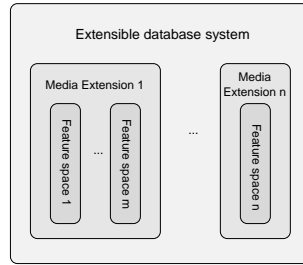 Extensible database system
Media Extension 1
Feature space 1
...
Feature space m
...
Media
Extension n
Feature space n